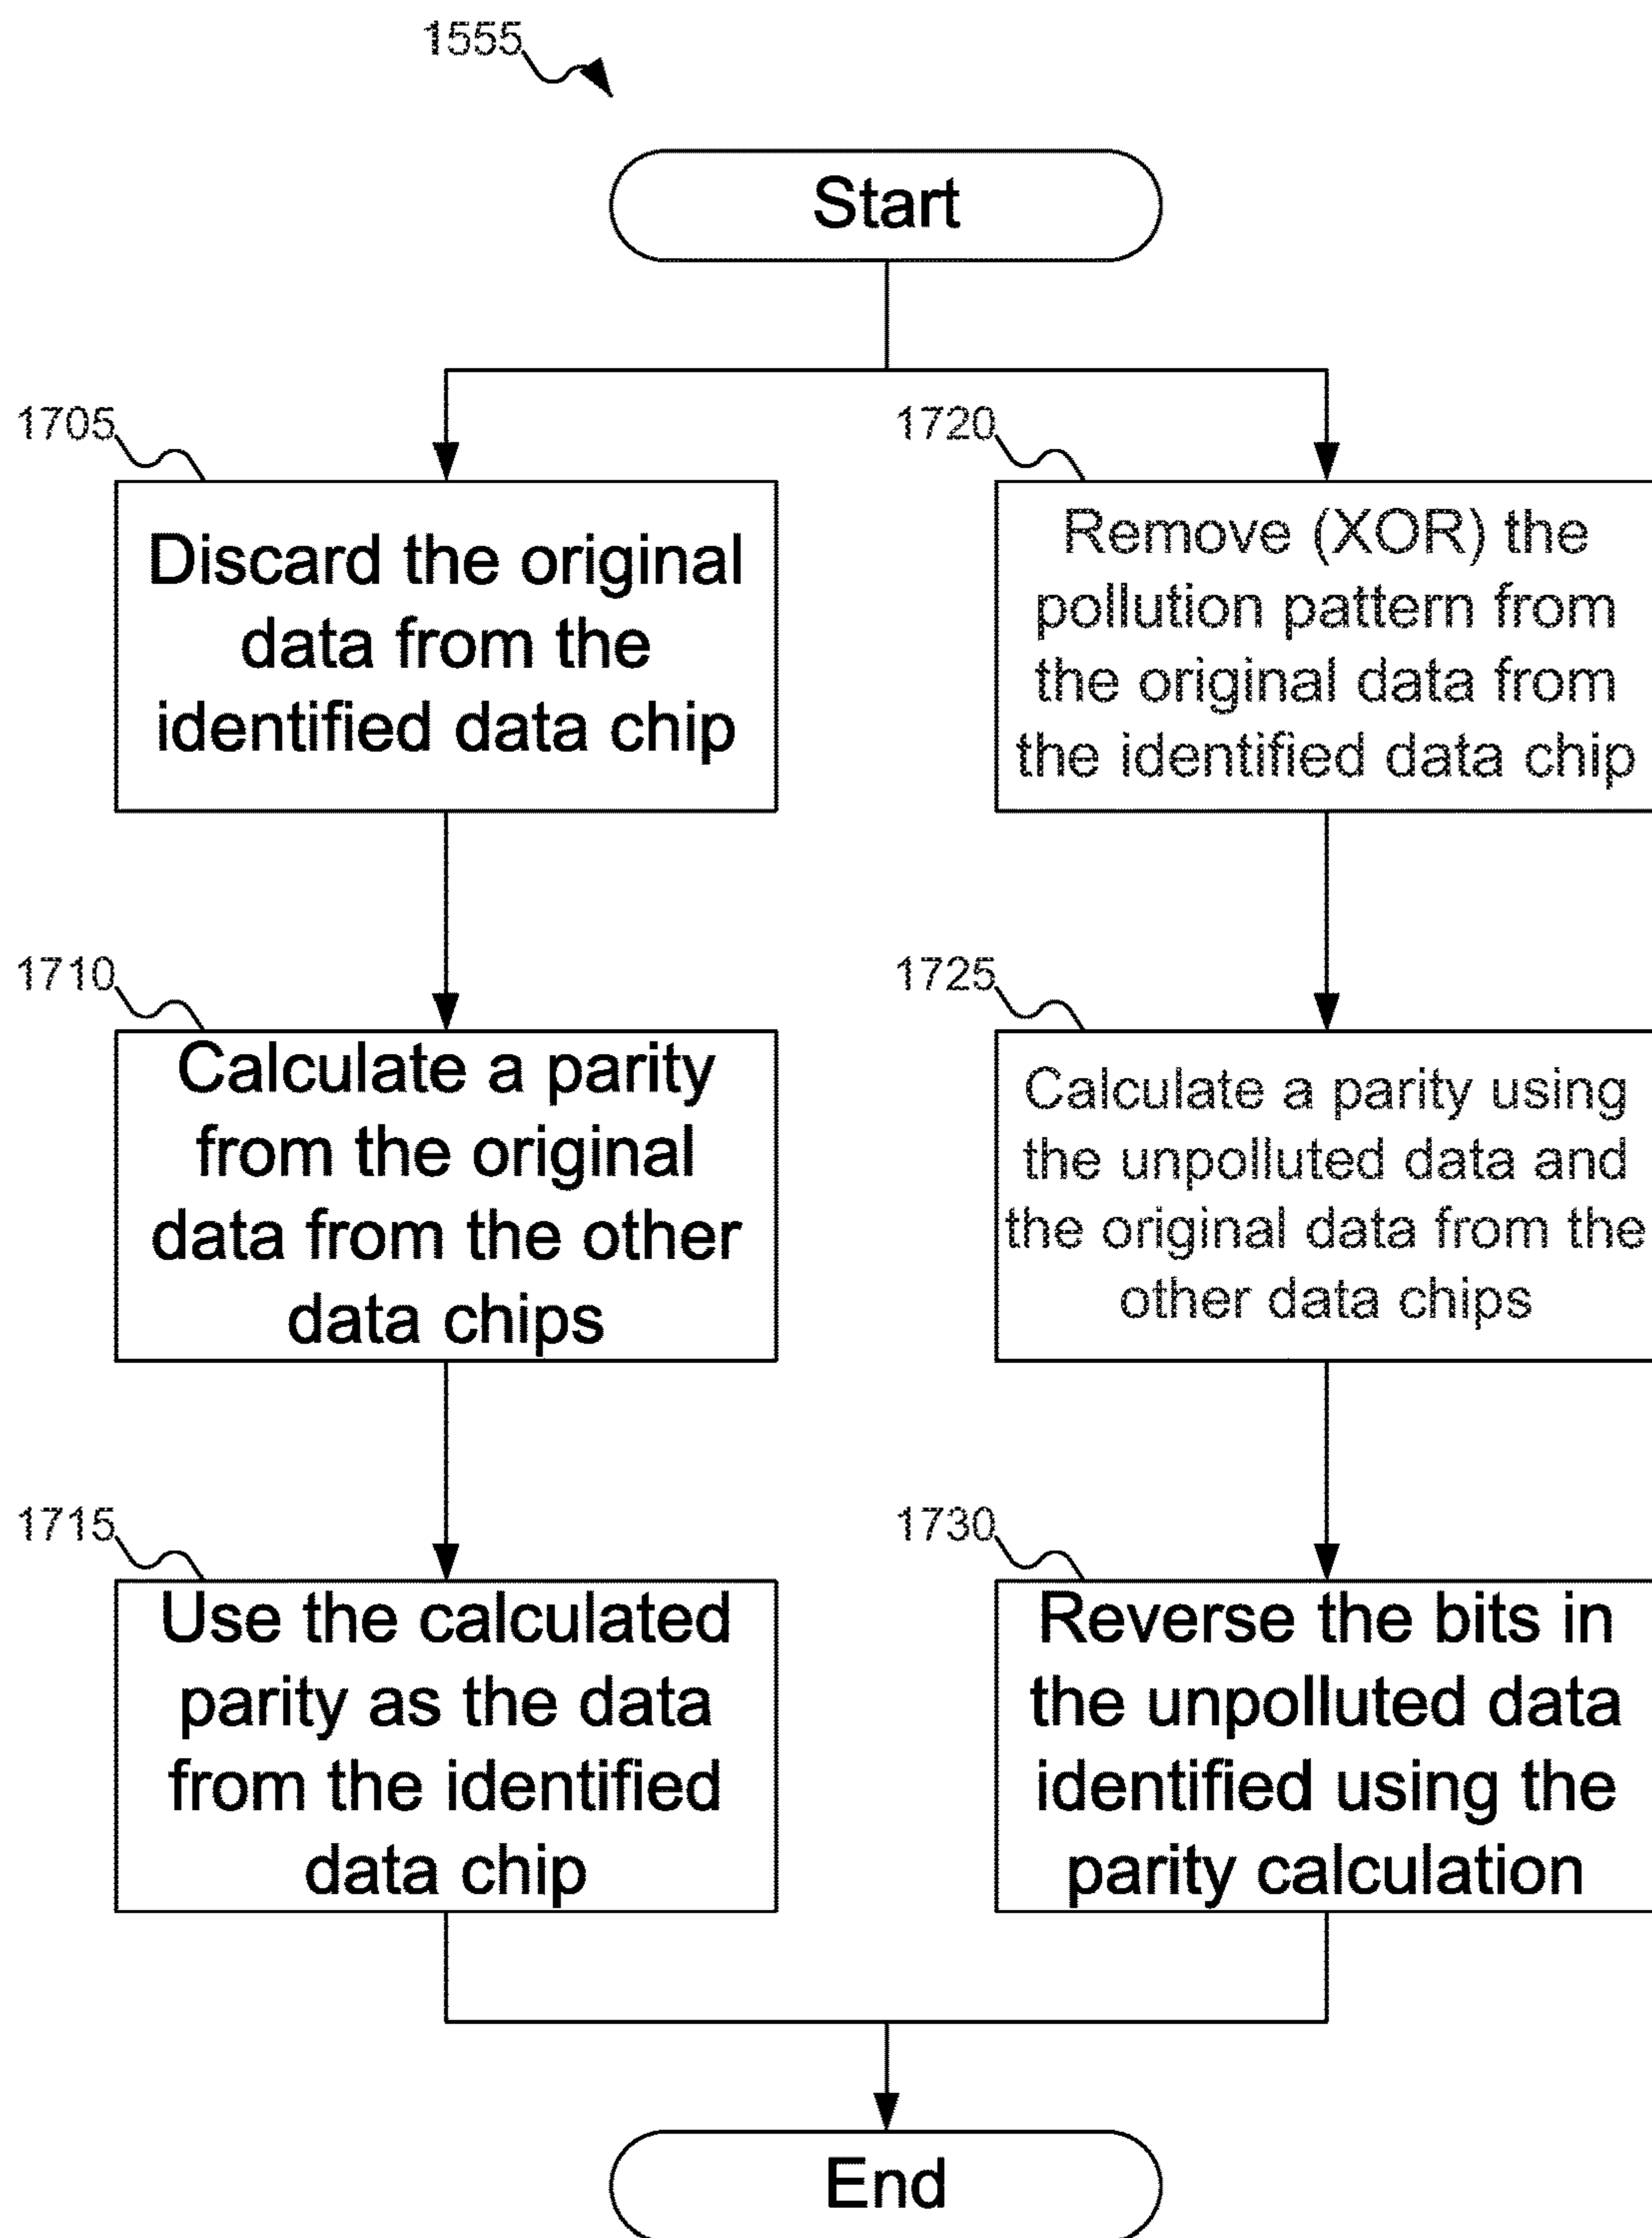 1555
Start
1705
Discard the original
data from the
identified data chip
1710
Calculate a parity
from the original
data from the other
data chips
1715
Use the calculated
parity as the data
from the identified
data chip
1720
Remove (XOR) the
pollution pattern from
the original data from
the identified data chip
1725
Calculate a parity using
the unpolluted data and
the original data from the
other data chips
1730
Reverse the bits in
the unpolluted data
identified using the
parity calculation
End